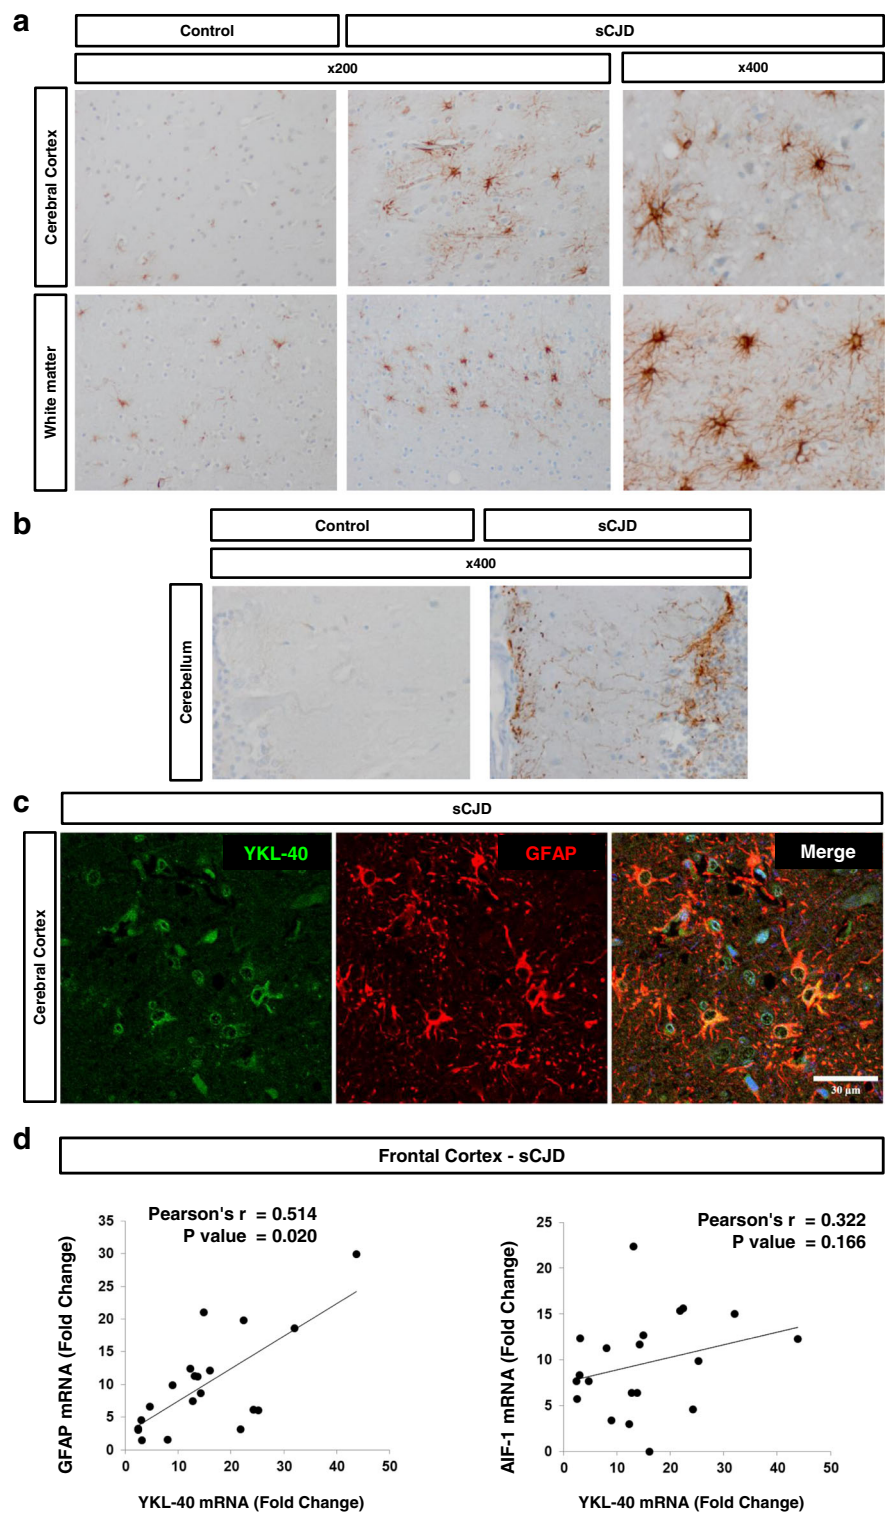 a
Control
sCJD
x200
x400
Cerebral Cortex
White matter
b
Control
sCJD
x400
Cerebellum
c
sCJD
Cerebral Cortex
YKL-40
GFAP
Merge
30 µm
d
Frontal Cortex - sCJD
Pearson's r = 0.514
P value = 0.020
35
30
25
20
15
10
5
0
0 10 20 30 40 50
GFAP mRNA (Fold Change)
YKL-40 mRNA (Fold Change)
Pearson's r = 0.322
P value = 0.166
25
20
15
10
5
0
0 10 20 30 40 50
AIF-1 mRNA (Fold Change)
YKL-40 mRNA (Fold Change)